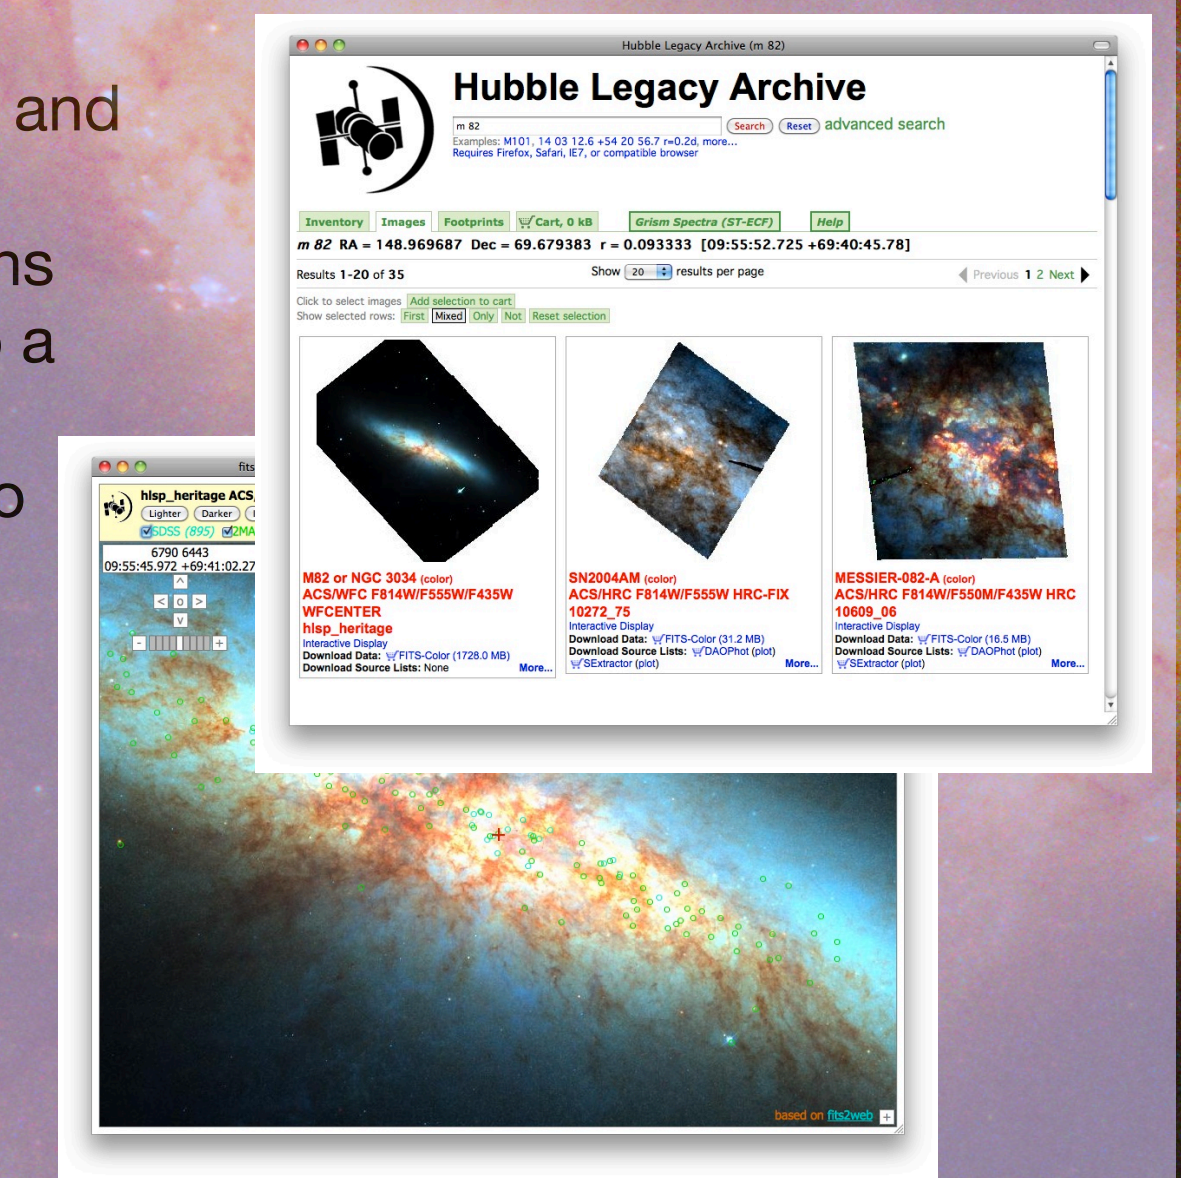 and
ns
a
o
Hubble Legacy Archive (m 82)
Hubble Legacy Archive
m 82 Search Reset advanced search
Examples: M101, 14 03 12.6 +54 20 56.7 r=0.2d, more...
Requires Firefox, Safari, IE7, or compatible browser
Inventory Images Footprints Cart, 0 kB Grism Spectra (ST-ECF) Help
m 82 RA = 148.969687 Dec = 69.679383 r = 0.093333 [09:55:52.725 +69:40:45.78]
Results 1-20 of 35 Show 20 results per page Previous 1 2 Next
Click to select images Add selection to cart
Show selected rows: First Mixed Only Not Reset selection
M82 or NGC 3034 (color)
ACS/WFC F814W/F555W/F435W
WFCENTER
hlsp_heritage
Interactive Display
Download Data: FITS-Color (1728.0 MB)
Download Source Lists: None More...
SN2004AM (color)
ACS/HRC F814W/F555W HRC-FIX
10272_75
Interactive Display
Download Data: FITS-Color (31.2 MB)
Download Source Lists: DAOPhot (plot)
SExtractor (plot) More...
MESSIER-082-A (color)
ACS/HRC F814W/F550M/F435W HRC
10609_06
Interactive Display
Download Data: FITS-Color (16.5 MB)
Download Source Lists: DAOPhot (plot)
SExtractor (plot) More...
fits
hlsp_heritage ACS/
Lighter Darker
SDSS (895) 2MA
6790 6443
09:55:45.972 +69:41:02.27
^
< o >
v
- +
based on fits2web +